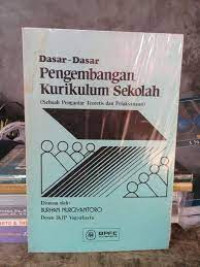 Dasar-Dasar
Pengembangan
Kurikulum Sekolah
(Sebuah Pengantar Teoretis dan Pelaksanaan)
Disusun oleh:
BURHAN NURGIYANTORO
Dosen IKIP Yogyakarta
BPFE